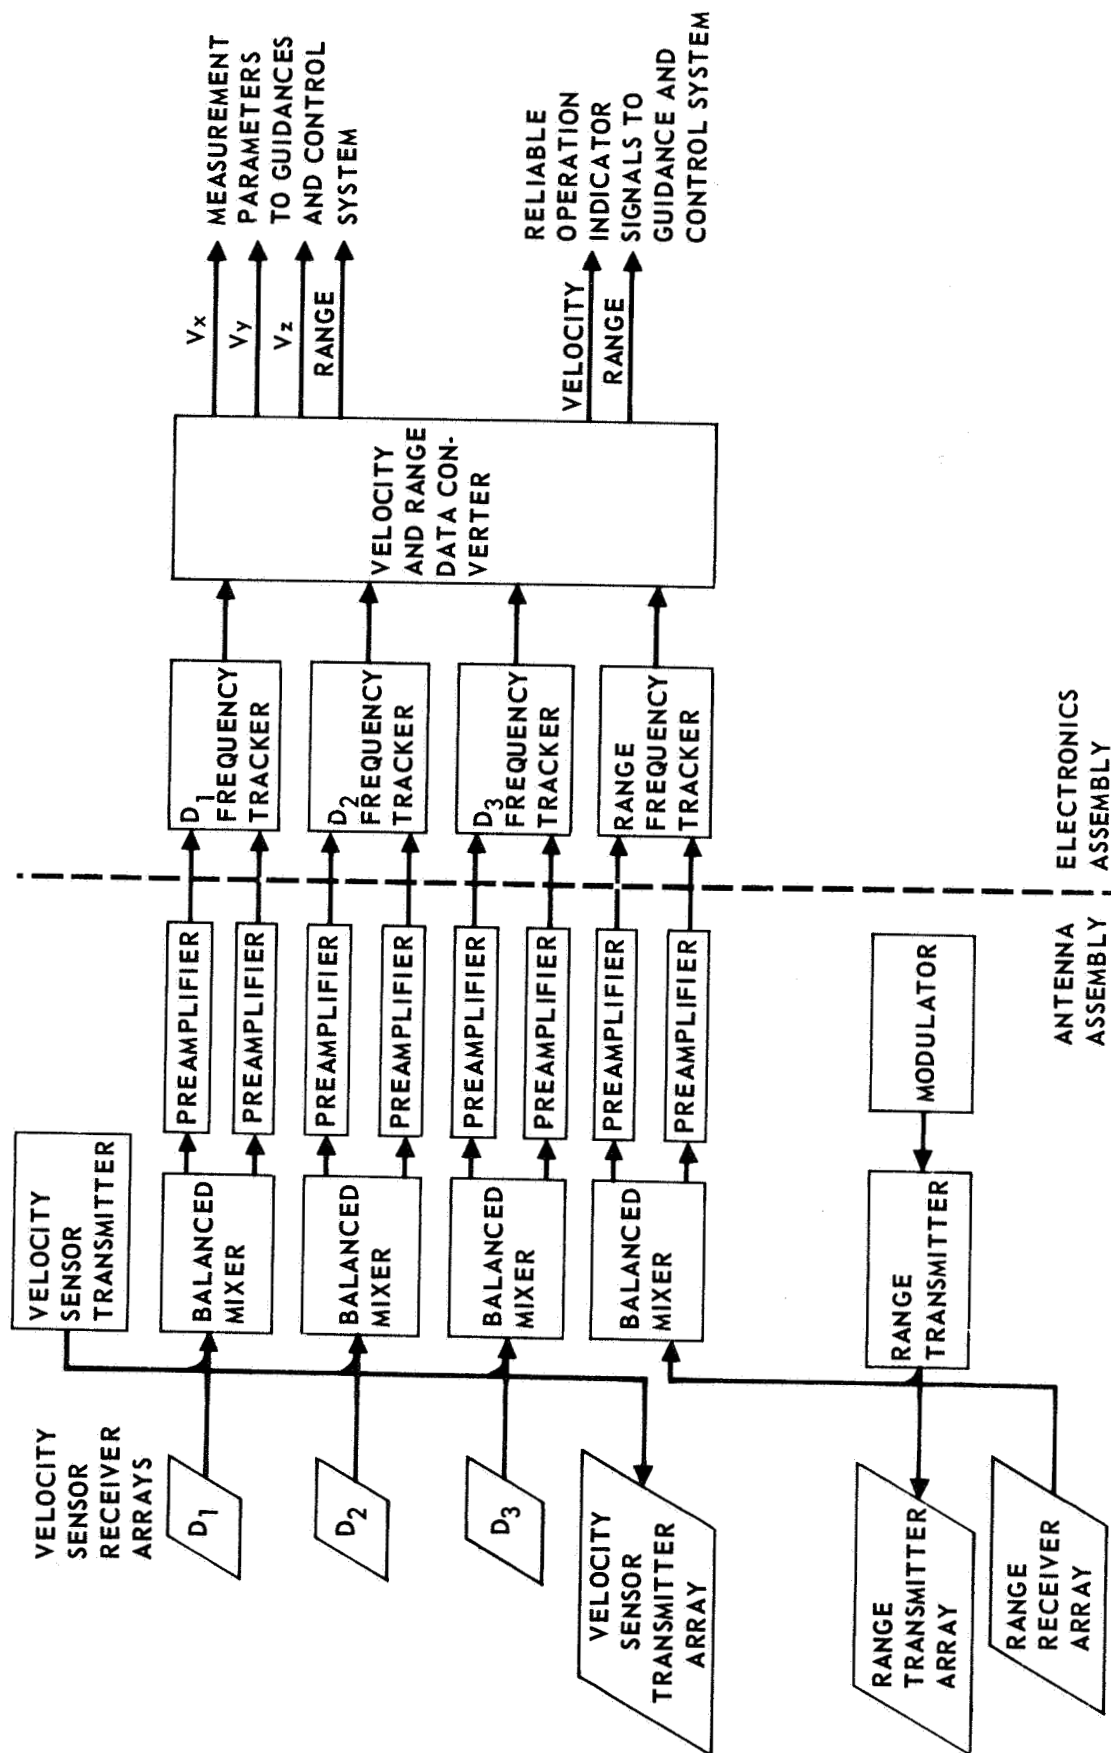 VELOCITY
SENSOR
RECEIVER
ARRAYS
D1
D2
D3
VELOCITY
SENSOR
TRANSMITTER
ARRAY
RANGE
TRANSMITTER
ARRAY
RANGE
RECEIVER
ARRAY
VELOCITY
SENSOR
TRANSMITTER
BALANCED
MIXER
BALANCED
MIXER
BALANCED
MIXER
BALANCED
MIXER
RANGE
TRANSMITTER
MODULATOR
PREAMPLIFIER
PREAMPLIFIER
PREAMPLIFIER
PREAMPLIFIER
PREAMPLIFIER
PREAMPLIFIER
PREAMPLIFIER
PREAMPLIFIER
ANTENNA
ASSEMBLY
ELECTRONICS
ASSEMBLY
D1
FREQUENCY
TRACKER
D2
FREQUENCY
TRACKER
D3
FREQUENCY
TRACKER
RANGE
FREQUENCY
TRACKER
VELOCITY
AND RANGE
DATA CON-
VERTER
Vx
Vy
Vz
RANGE
MEASUREMENT
PARAMETERS
TO GUIDANCES
AND CONTROL
SYSTEM
VELOCITY
RANGE
RELIABLE
OPERATION
INDICATOR
SIGNALS TO
GUIDANCE AND
CONTROL SYSTEM